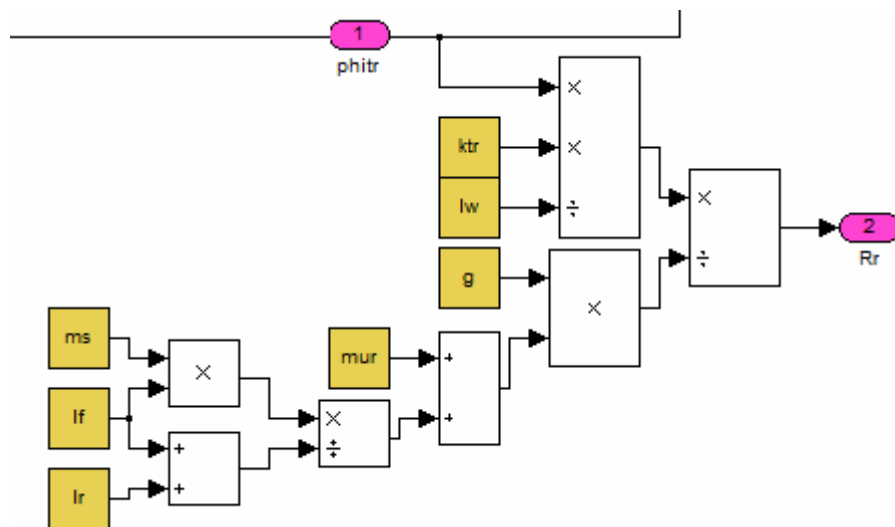 1
phitr
×
ktr
×
lw
÷
×
÷
2
Rr
g
×
ms
×
mur
+
+
lf
×
÷
+
+
lr